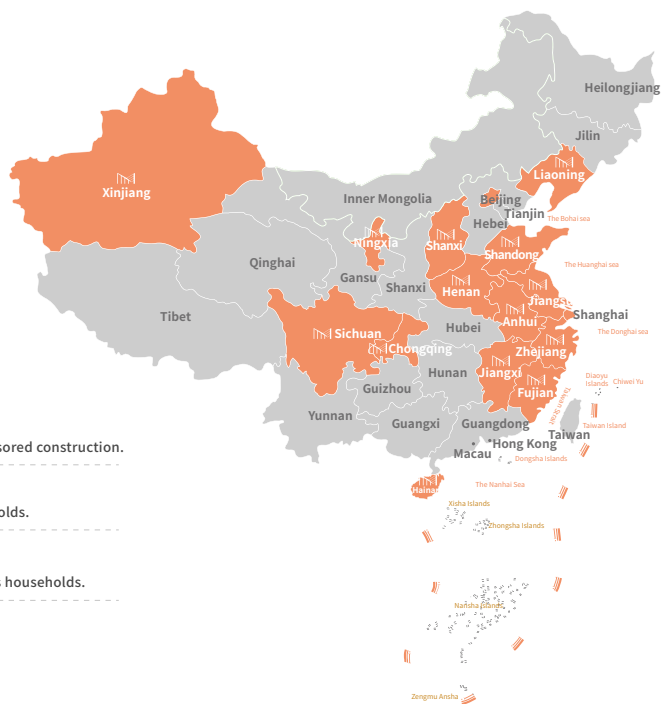 Heilongjiang
Jilin
Liaoning
Xinjiang
Inner Mongolia
Beijing
Tianjin
The Bohai sea
Hebei
Ningxia
Shanxi
Shandong
Qinghai
The Huanghai sea
Gansu
Shanxi
Henan
Jiangsu
Tibet
Anhui
Shanghai
Sichuan
Hubei
The Donghai sea
Chongqing
Zhejiang
Hunan
Jiangxi
Diaoyu
Islands
Chiwei Yu
Guizhou
Fujian
Taiwan Strait
Yunnan
Guangxi
Guangdong
Taiwan Island
Taiwan
Hong Kong
Macau
sored construction.
Dongsha Islands
The Nanhai Sea
Hainan
Xisha Islands
olds.
Zhongsha Islands
s households.
Nansha Islands
Zengmu Ansha